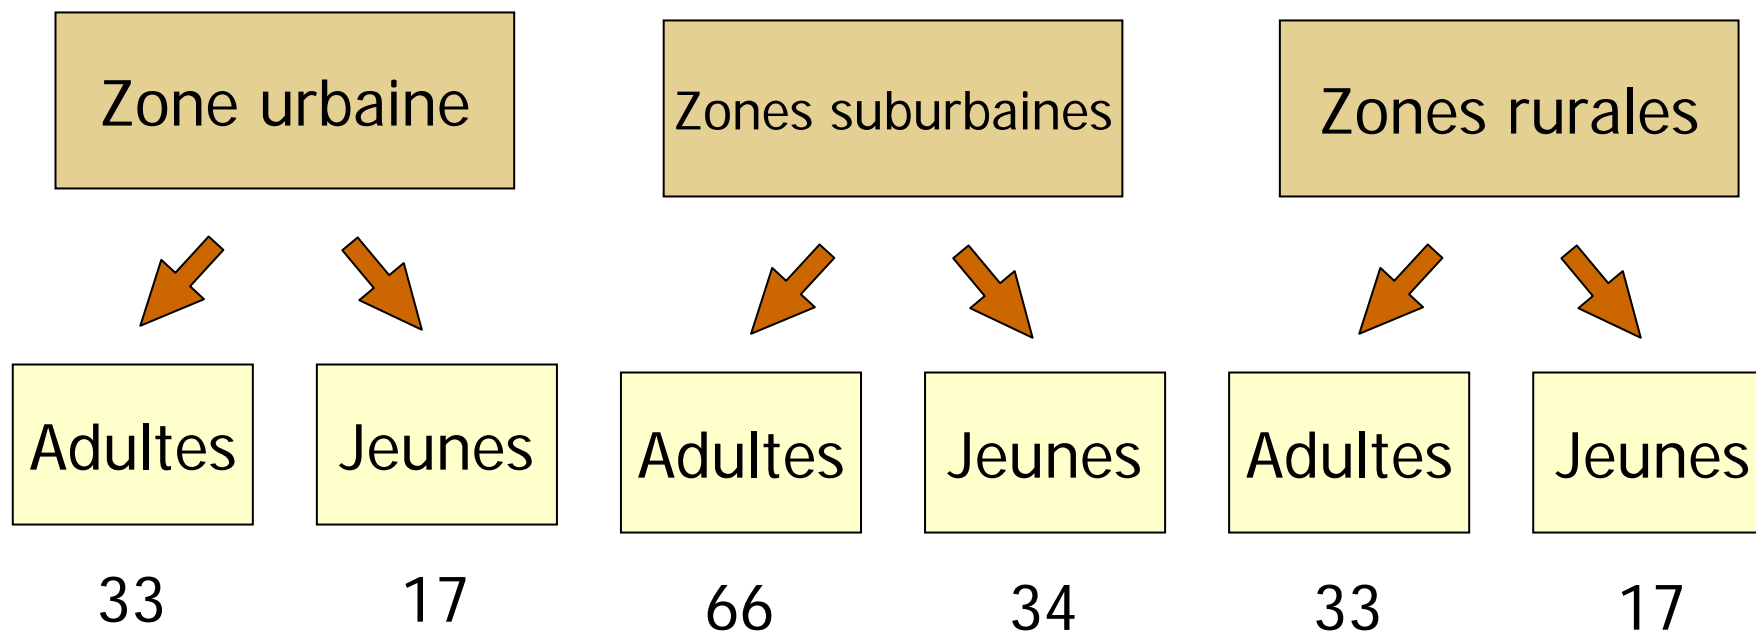 Zone urbaine
Zones suburbaines
Zones rurales
Adultes
Jeunes
Adultes
Jeunes
Adultes
Jeunes
33
17
66
34
33
17